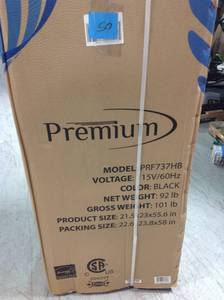 50
Premium
MODEL: PRF737HB
VOLTAGE: 115V/60Hz
COLOR: BLACK
NET WEIGHT: 92 lb
GROSS WEIGHT: 101 lb
PRODUCT SIZE: 21.5x23x55.6 in
PACKING SIZE: 22.6x23.8x58 in
US